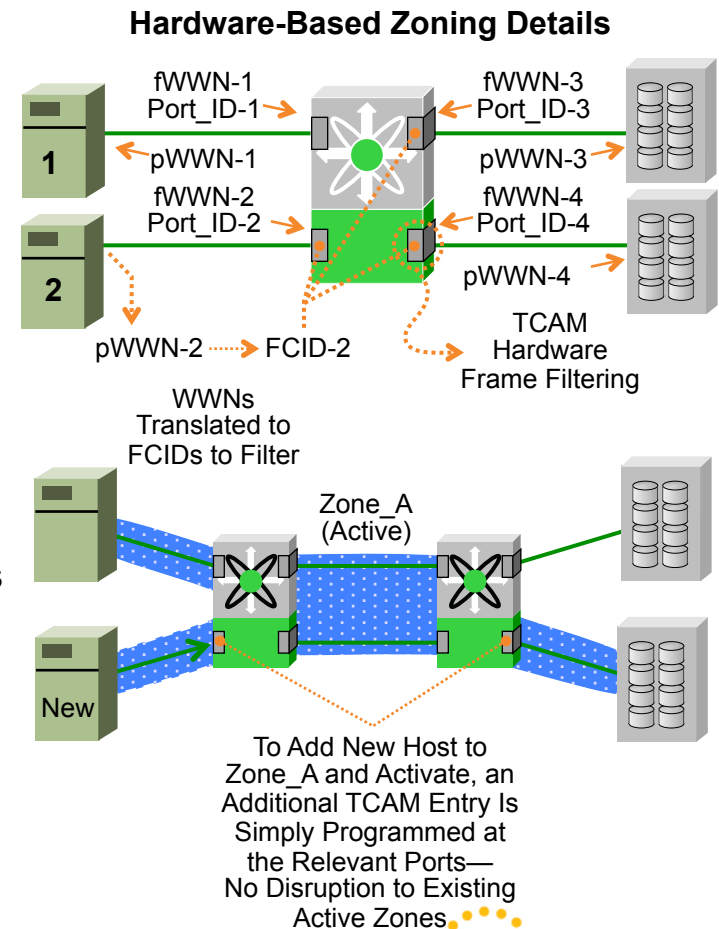 Hardware-Based Zoning Details
fWWN-1
Port_ID-1
fWWN-3
Port_ID-3
1
pWWN-1
pWWN-3
fWWN-2
Port_ID-2
fWWN-4
Port_ID-4
2
pWWN-4
pWWN-2
FCID-2
TCAM
Hardware
Frame Filtering
WWNs
Translated to
FCIDs to Filter
Zone_A
(Active)
s
New
To Add New Host to
Zone_A and Activate, an
Additional TCAM Entry Is
Simply Programmed at
the Relevant Ports—
No Disruption to Existing
Active Zones